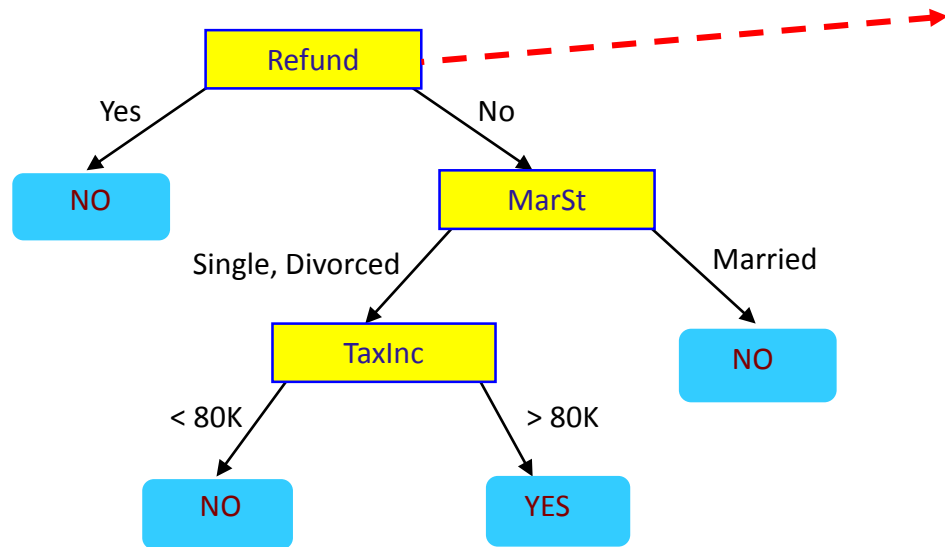 Refund
Yes
No
NO
MarSt
Single, Divorced
Married
TaxInc
NO
< 80K
> 80K
NO
YES